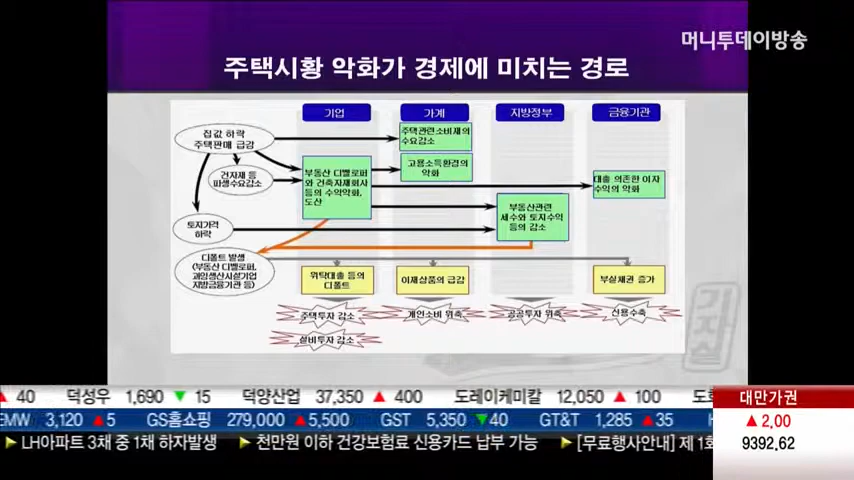 머니투데이방송
주택시황 악화가 경제에 미치는 경로
기업
가계
지방정부
금융기관
집값 하락
주택판매 급감
주택관련소비재의
수요감소
고용소득환경의
악화
건자재 등
파생수요감소
부동산 디벨로퍼
와 건축자재회사
등의 수익악화,
도산
대출 의존한 이자
수익의 악화
부동산관련
세수와 토지수익
등의 감소
토지가격
하락
디폴트 발생
(부동산 디벨로퍼,
과잉생산시설기업
지방금융기관 등)
위탁대출 등의
디폴트
이재상품의 급감
부실채권 증가
주택투자 감소
개인소비 위축
공공투자 위축
신용수축
설비투자 감소
기자실
▲ 40 덕성우 1,690 ▼ 15 덕양산업 37,350 ▲ 400 도레이케미칼 12,050 ▲ 100
EMW 3,120 ▲5 GS홈쇼핑 279,000 ▲5,500 GST 5,350 ▼40 GT&T 1,285 ▲35
▶ LH아파트 3채 중 1채 하자발생 ▶ 천만원 이하 건강보험료 신용카드 납부 가능 ▶ [무료행사안내] 제 1회
대만가권
▲ 2,00
9392,62